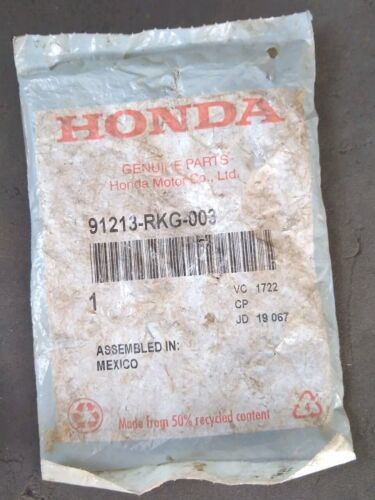 HONDA
GENUINE PARTS
Honda Motor Co., Ltd.
91213-RKG-003
1
VC 1722
CP
JD 19 067
ASSEMBLED IN:
MEXICO
Made from 50% recycled content